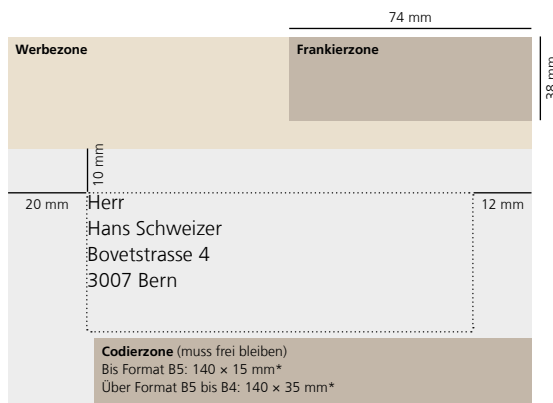 74 mm
Werbezone
Frankierzone
38 mm
10 mm
20 mm
12 mm
Herr
Hans Schweizer
Bovetstrasse 4
3007 Bern
Codierzone (muss frei bleiben)
Bis Format B5: 140 × 15 mm*
Über Format B5 bis B4: 140 × 35 mm*